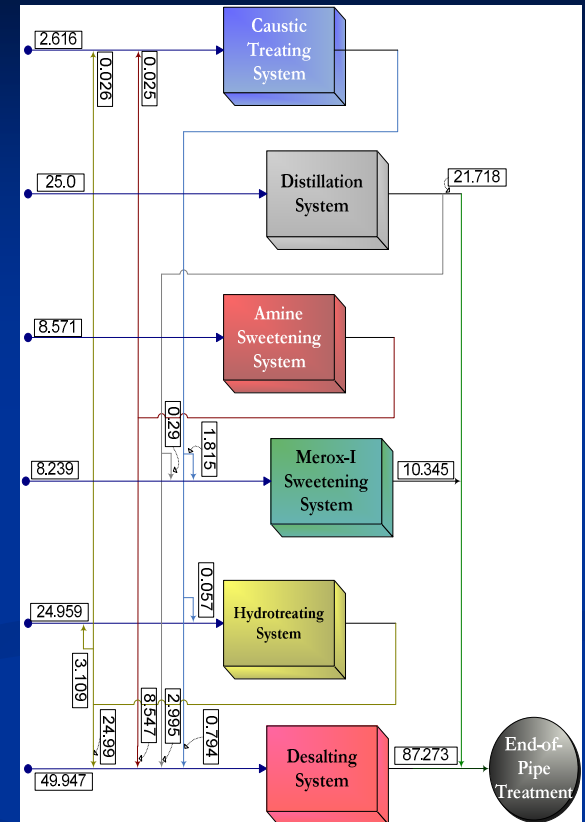 2.616
0.026
0.025
Caustic
Treating
System
25.0
Distillation
System
21.718
8.571
Amine
Sweetening
System
0.29
1.815
8.239
Merox-I
Sweetening
System
10.345
0.057
24.959
Hydrotreating
System
3.109
24.99
8.547
2.995
0.794
49.947
Desalting
System
87.273
End-of-
Pipe
Treatment